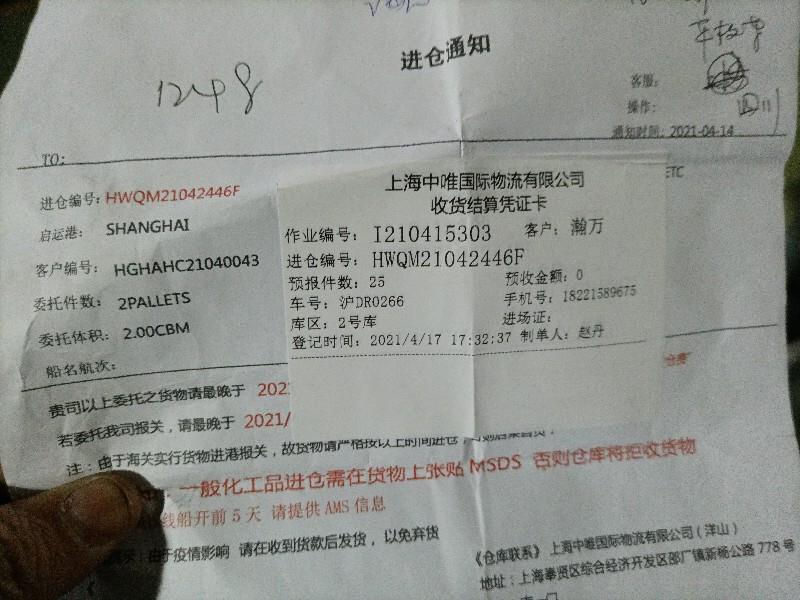 进仓通知
1248
平板车
客服:
操作:
通知时间: 2021-04-14
TO:
ETC
进仓编号: HWQM21042446F
启运港: SHANGHAI
客户编号: HGHAHC21040043
委托件数: 2PALLETS
委托体积: 2.00CBM
船名航次:
上海中唯国际物流有限公司
收货结算凭证卡
作业编号: I210415303 客户: 瀚万
进仓编号: HWQM21042446F
预报件数: 25 预收金额: 0
车号: 沪DR0266 手机号: 18221589675
库区: 2号库 进场证:
登记时间: 2021/4/17 17:32:37 制单人: 赵丹
贵司以上委托之货物请最晚于 202
若委托我司报关, 请最晚于 2021/
注: 由于海关实行货物进港报关, 故货物请严格按以上时间进仓,
一般化工品进仓需在货物上张贴 MSDS 否则仓库将拒收货物
线船开前 5 天 请提供 AMS 信息
由于疫情影响 请在收到货款后发货, 以免弃货
《仓库联系》 上海中唯国际物流有限公司 (洋山)
地址: 上海奉贤区综合经济开发区邵厂镇新杨公路 778 号